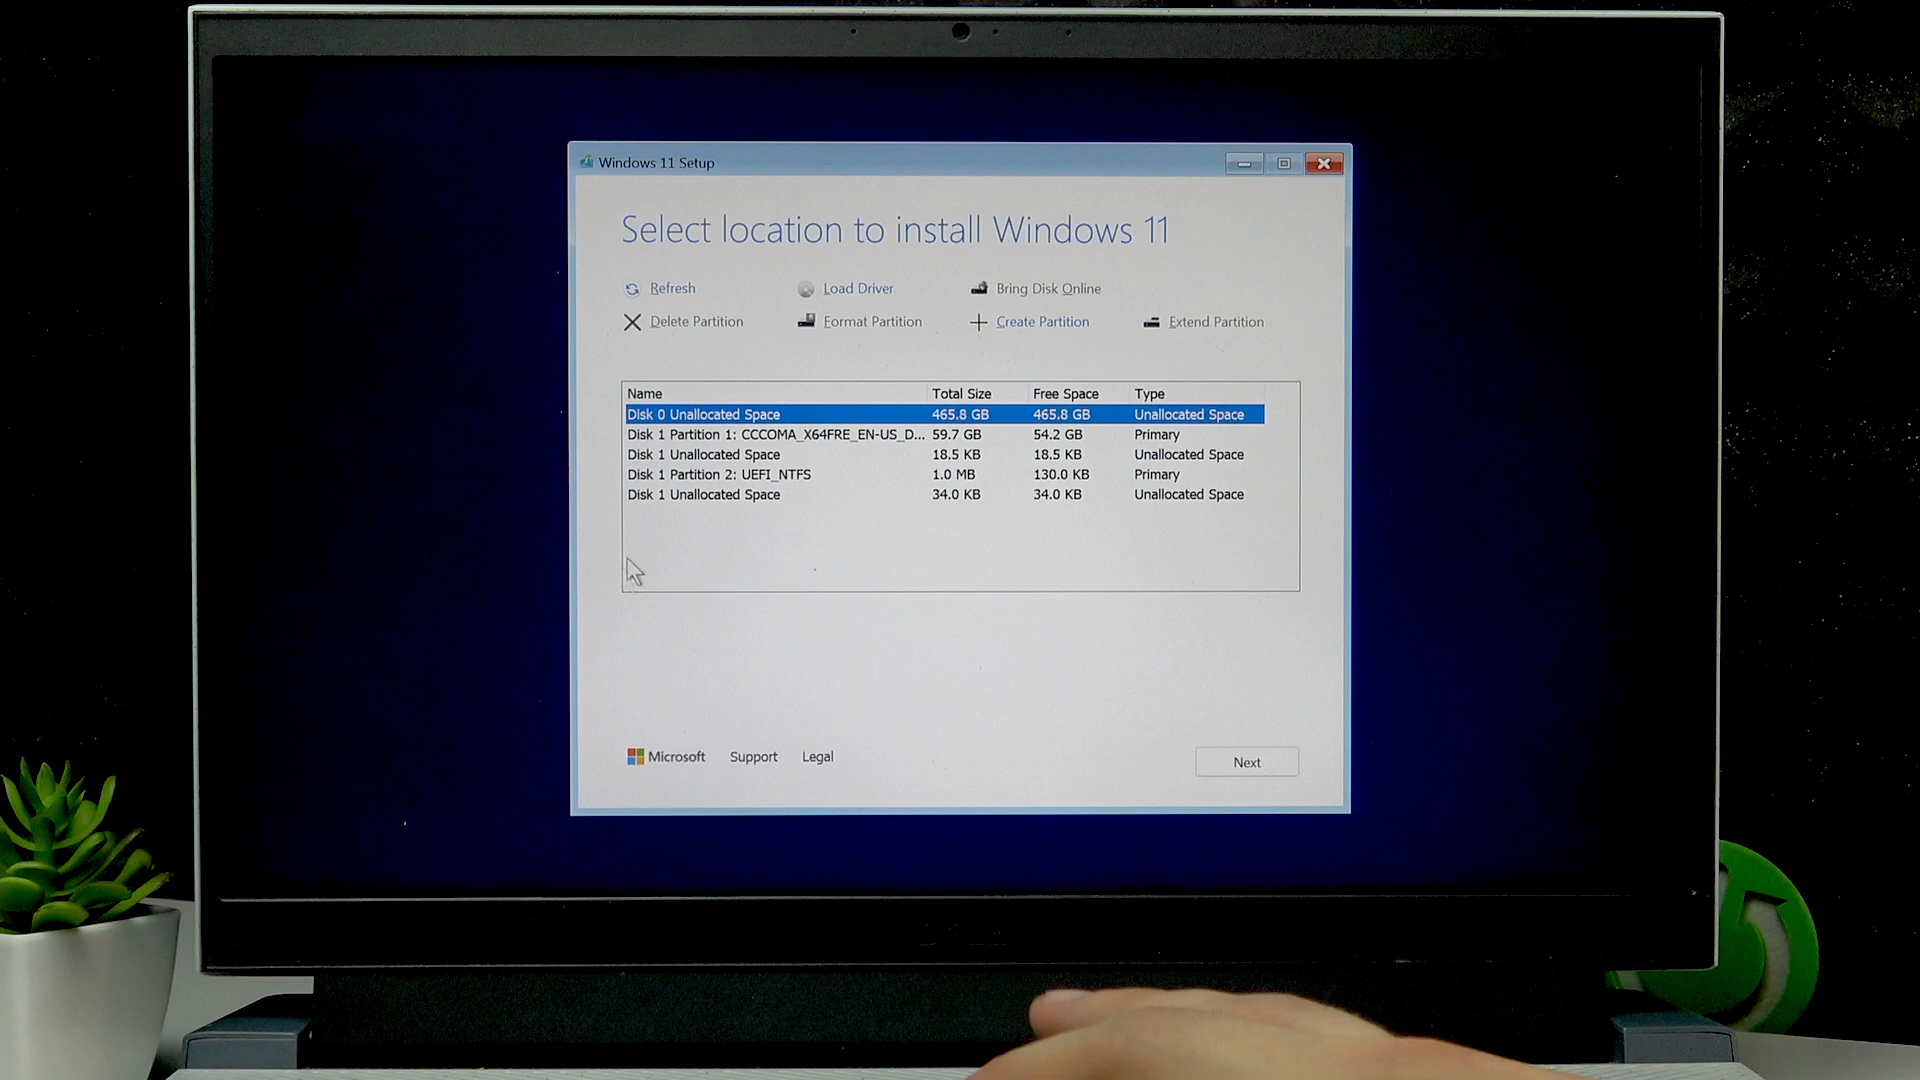 Windows 11 Setup
Select location to install Windows 11
Refresh Load Driver Bring Disk Online
Delete Partition Format Partition Create Partition Extend Partition
Name Total Size Free Space Type
Disk 0 Unallocated Space 465.8 GB 465.8 GB Unallocated Space
Disk 1 Partition 1: CCCOMA_X64FRE_EN-US_D... 59.7 GB 54.2 GB Primary
Disk 1 Unallocated Space 18.5 KB 18.5 KB Unallocated Space
Disk 1 Partition 2: UEFI_NTFS 1.0 MB 130.0 KB Primary
Disk 1 Unallocated Space 34.0 KB 34.0 KB Unallocated Space
Microsoft Support Legal Next